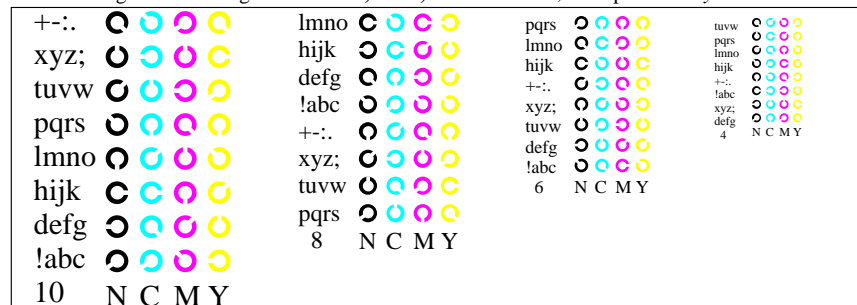 +-:.
xyz;
tuvw
pqrs
lmno
hijk
defg
!abc
10 N C M Y
lmno
hijk
defg
!abc
+-:.
xyz;
tuvw
pqrs
8 N C M Y
pqrs
lmno
hijk
+-:.
xyz;
tuvw
defg
!abc
6 N C M Y
tuvw
pqrs
lmno
hijk
+-:.
!abc
xyz;
defg
4 N C M Y